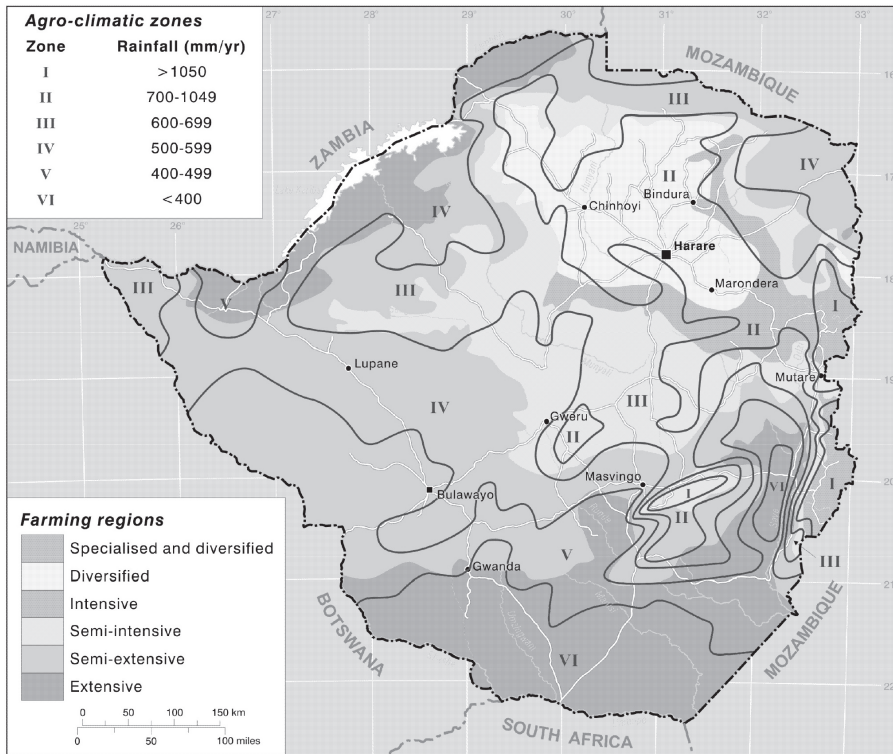 Agro-climatic zones
Zone Rainfall (mm/yr)
I >1050
II 700-1049
III 600-699
IV 500-599
V 400-499
VI <400
27° 28° 29° 30° 31° 32° 33°
25° 26°
MOZAMBIQUE
ZAMBIA
NAMIBIA
III
IV
II
Bindura
Chinhoyi
Harare
IV
Marondera
III
III
V
I
II
Lupane
Mutare
IV
III
Gweru
II
Masvingo
I
VI
I
Bulawayo
II
V
III
Gwanda
VI
BOTSWANA
MOZAMBIQUE
SOUTH AFRICA
17
18
19
20
21
22
Farming regions
Specialised and diversified
Diversified
Intensive
Semi-intensive
Semi-extensive
Extensive
0 50 100 150 km
0 50 100 miles